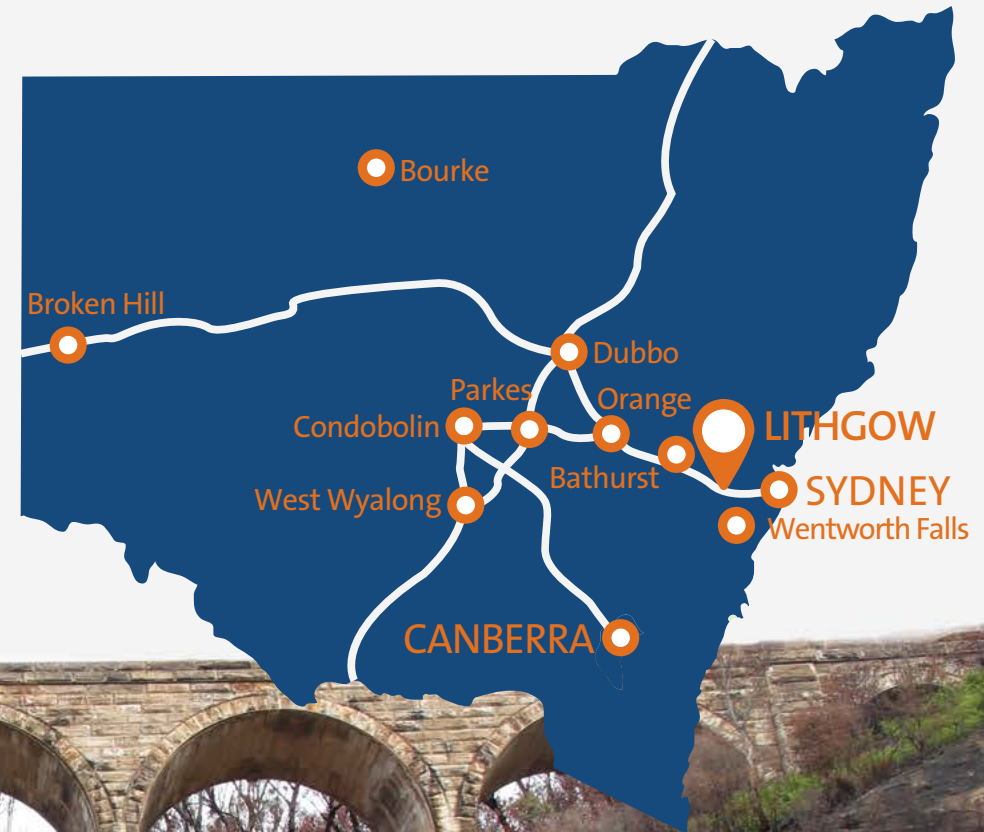 Bourke
Broken Hill
Dubbo
Parkes
Orange
Condobolin
LITHGOW
Bathurst
SYDNEY
West Wyalong
Wentworth Falls
CANBERRA